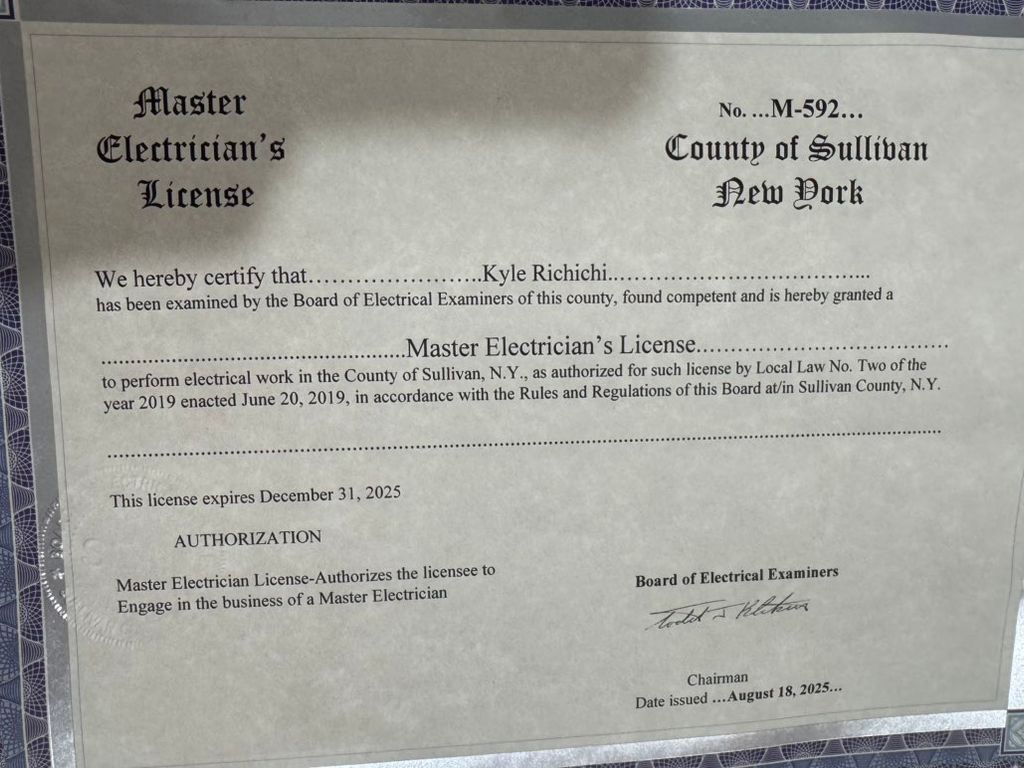 Master
Electrician's
License
No. ...M-592...
County of Sullivan
New York
We hereby certify that.......................Kyle Richichi.....................................
has been examined by the Board of Electrical Examiners of this county, found competent and is hereby granted a
....................................................Master Electrician's License...................................
to perform electrical work in the County of Sullivan, N.Y., as authorized for such license by Local Law No. Two of the
year 2019 enacted June 20, 2019, in accordance with the Rules and Regulations of this Board at/in Sullivan County, N.Y.
This license expires December 31, 2025
AUTHORIZATION
Master Electrician License-Authorizes the licensee to
Engage in the business of a Master Electrician
Board of Electrical Examiners
Chairman
Date issued ...August 18, 2025...